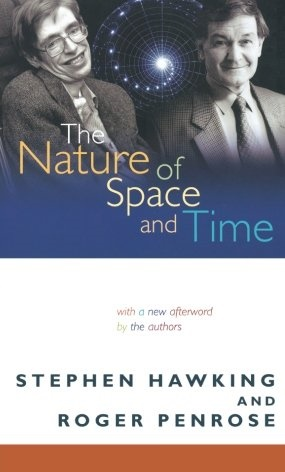 The
Nature of
Space
and Time
with a new afterword
by the authors
STEPHEN HAWKING
AND
ROGER PENROSE